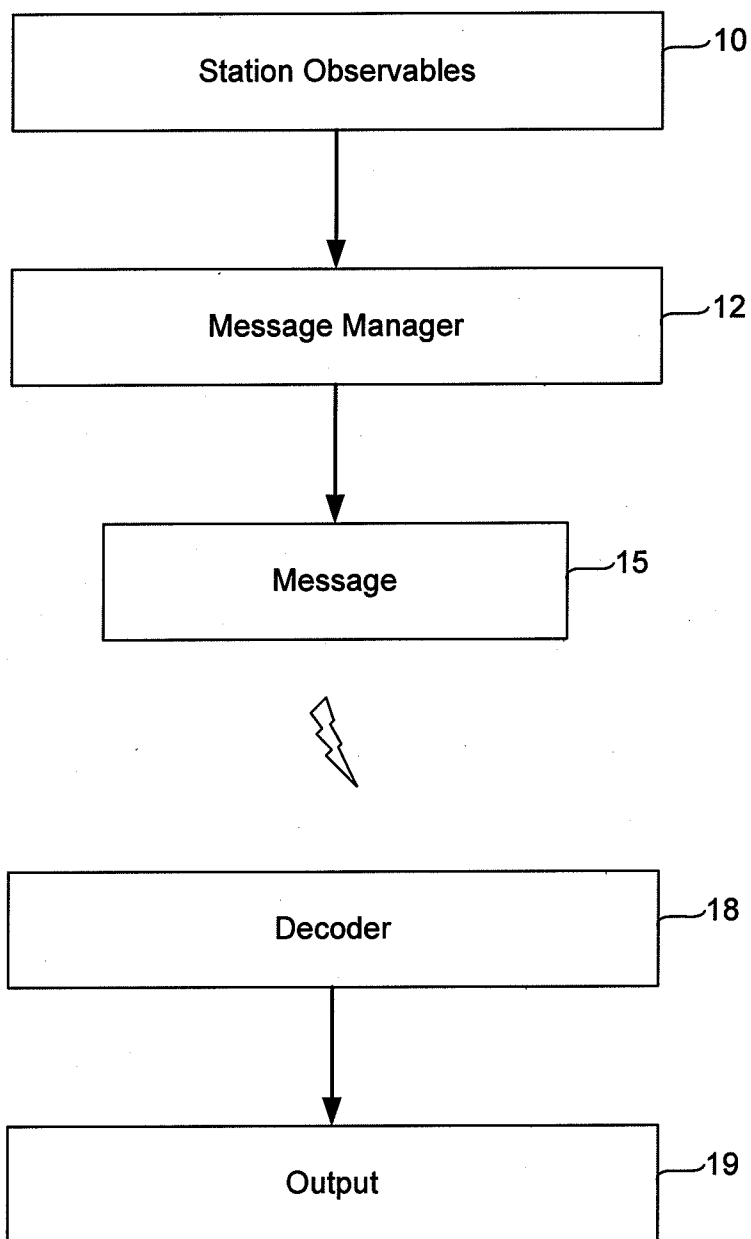 Station Observables
10
Message Manager
12
Message
15
Decoder
18
Output
19